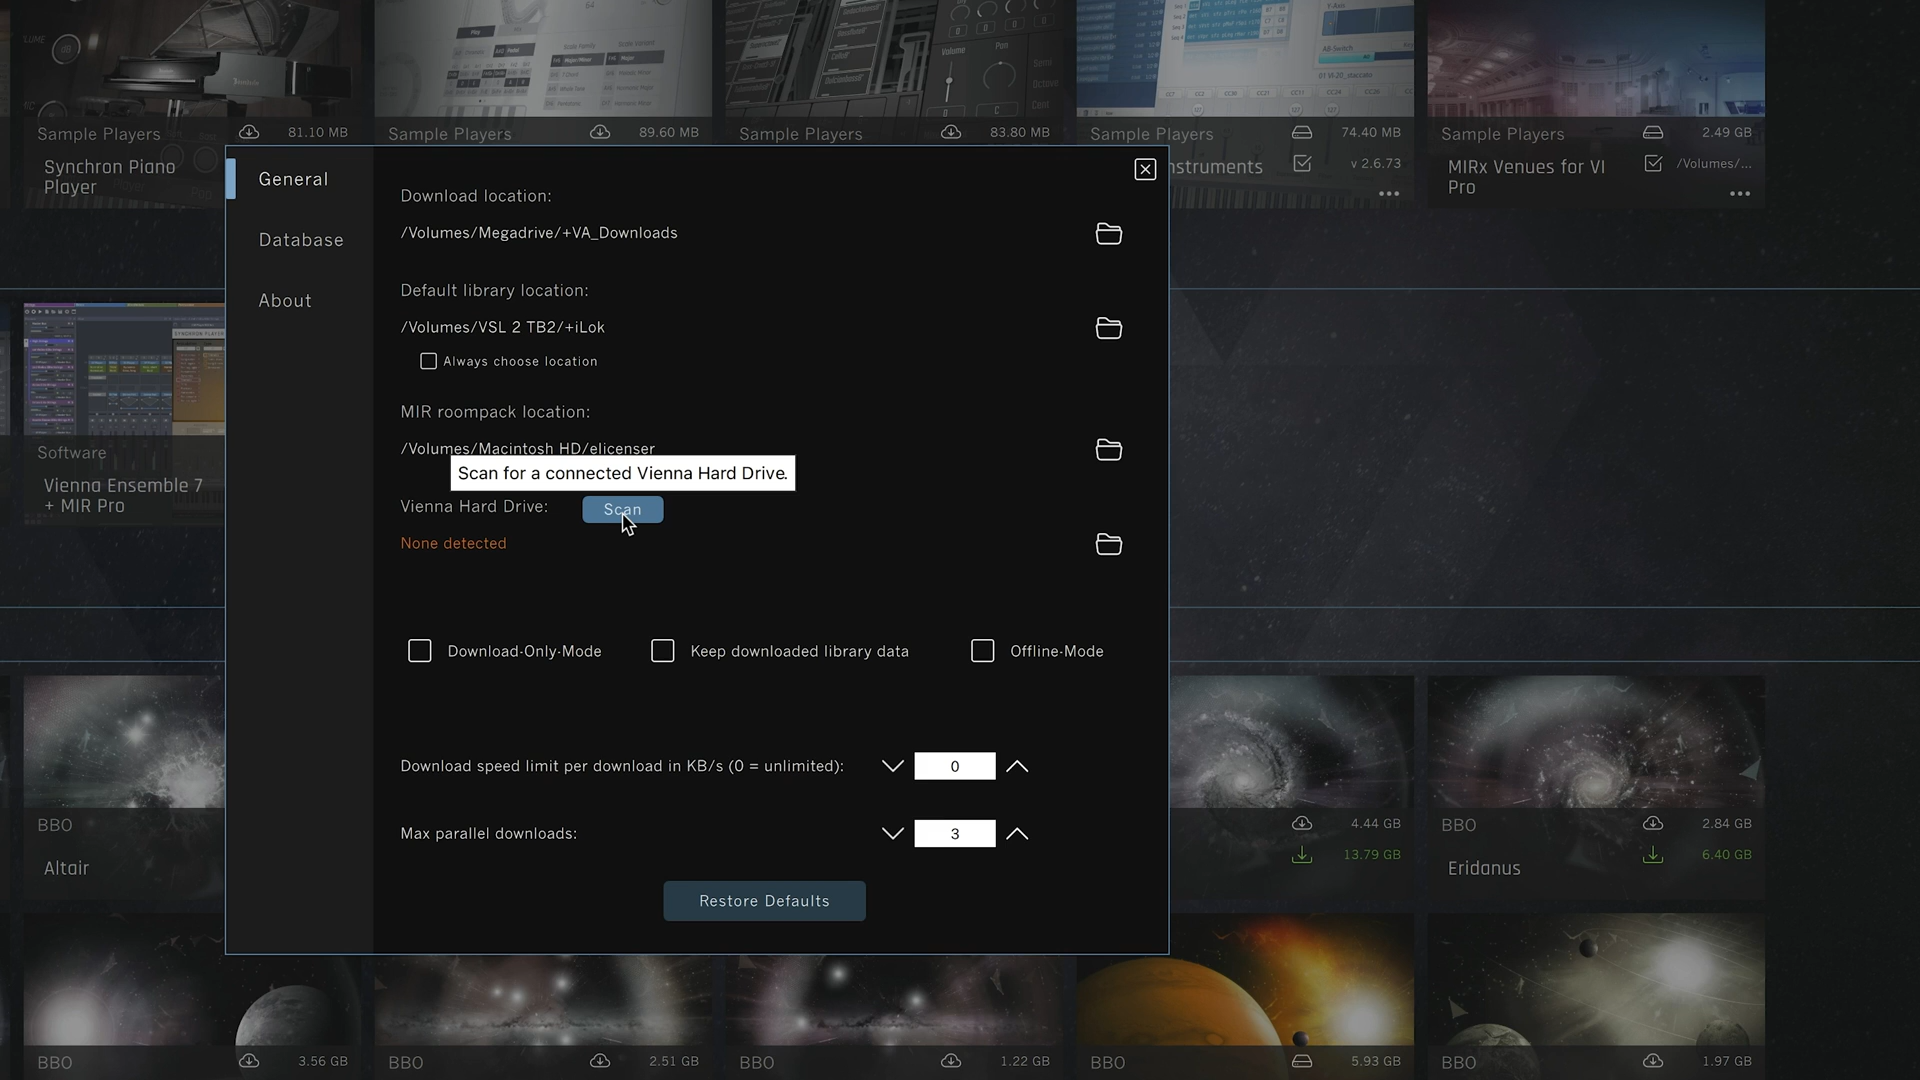 Sample Players
81.10 MB
Synchron Piano
Player
Sample Players
89.60 MB
Sample Players
83.80 MB
Sample Players
74.40 MB
nstruments
v 2.6.73
Sample Players
2.49 GB
MIRx Venues for VI
Pro
/Volumes/...
General
Database
About
Download location:
/Volumes/Megadrive/+VA_Downloads
Default library location:
/Volumes/VSL 2 TB2/+iLok
Always choose location
MIR roompack location:
/Volumes/Macintosh HD/elicenser
Scan for a connected Vienna Hard Drive.
Vienna Hard Drive:
Scan
None detected
Download-Only-Mode
Keep downloaded library data
Offline-Mode
Download speed limit per download in KB/s (0 = unlimited):
0
Max parallel downloads:
3
Restore Defaults
Software
Vienna Ensemble 7
+ MIR Pro
BBO
Altair
4.44 GB
13.79 GB
BBO
2.84 GB
6.40 GB
Eridanus
BBO
3.56 GB
BBO
2.51 GB
BBO
1.22 GB
BBO
5.93 GB
BBO
1.97 GB